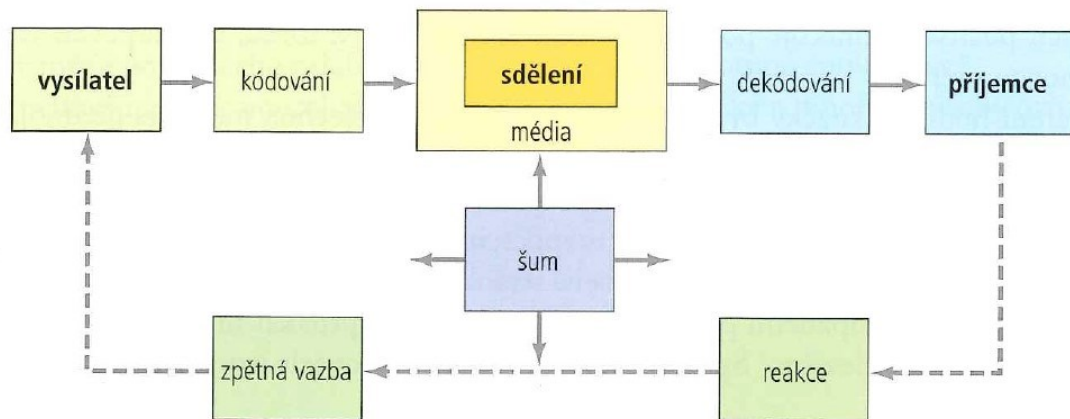 vysílatel
kódování
sdělení
média
dekódování
příjemce
šum
zpětná vazba
reakce